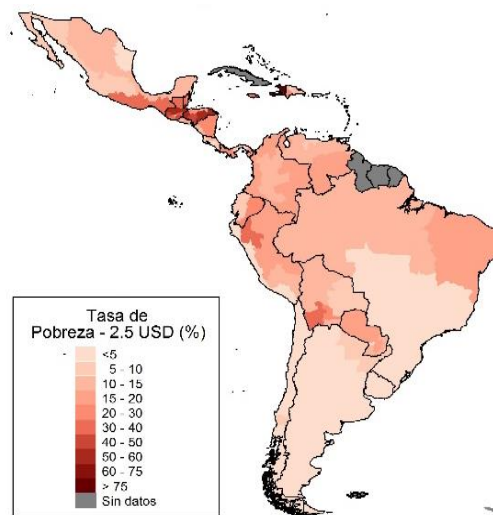 Tasa de
Pobreza - 2.5 USD (%)
<5
5 - 10
10 - 15
15 - 20
20 - 30
30 - 40
40 - 50
50 - 60
60 - 75
> 75
Sin datos